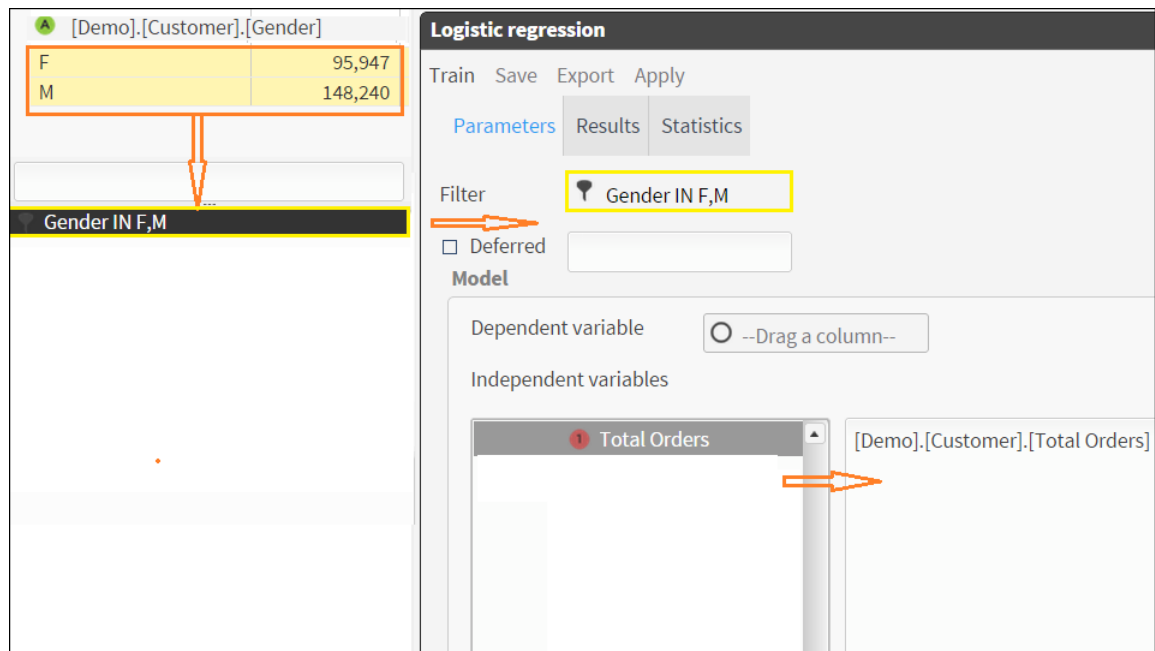 A [Demo].[Customer].[Gender]
F 95,947
M 148,240
...
Gender IN F,M
Logistic regression
Train Save Export Apply
Parameters Results Statistics
Filter Gender IN F,M
Deferred
Model
Dependent variable --Drag a column--
Independent variables
1 Total Orders
[Demo].[Customer].[Total Orders]